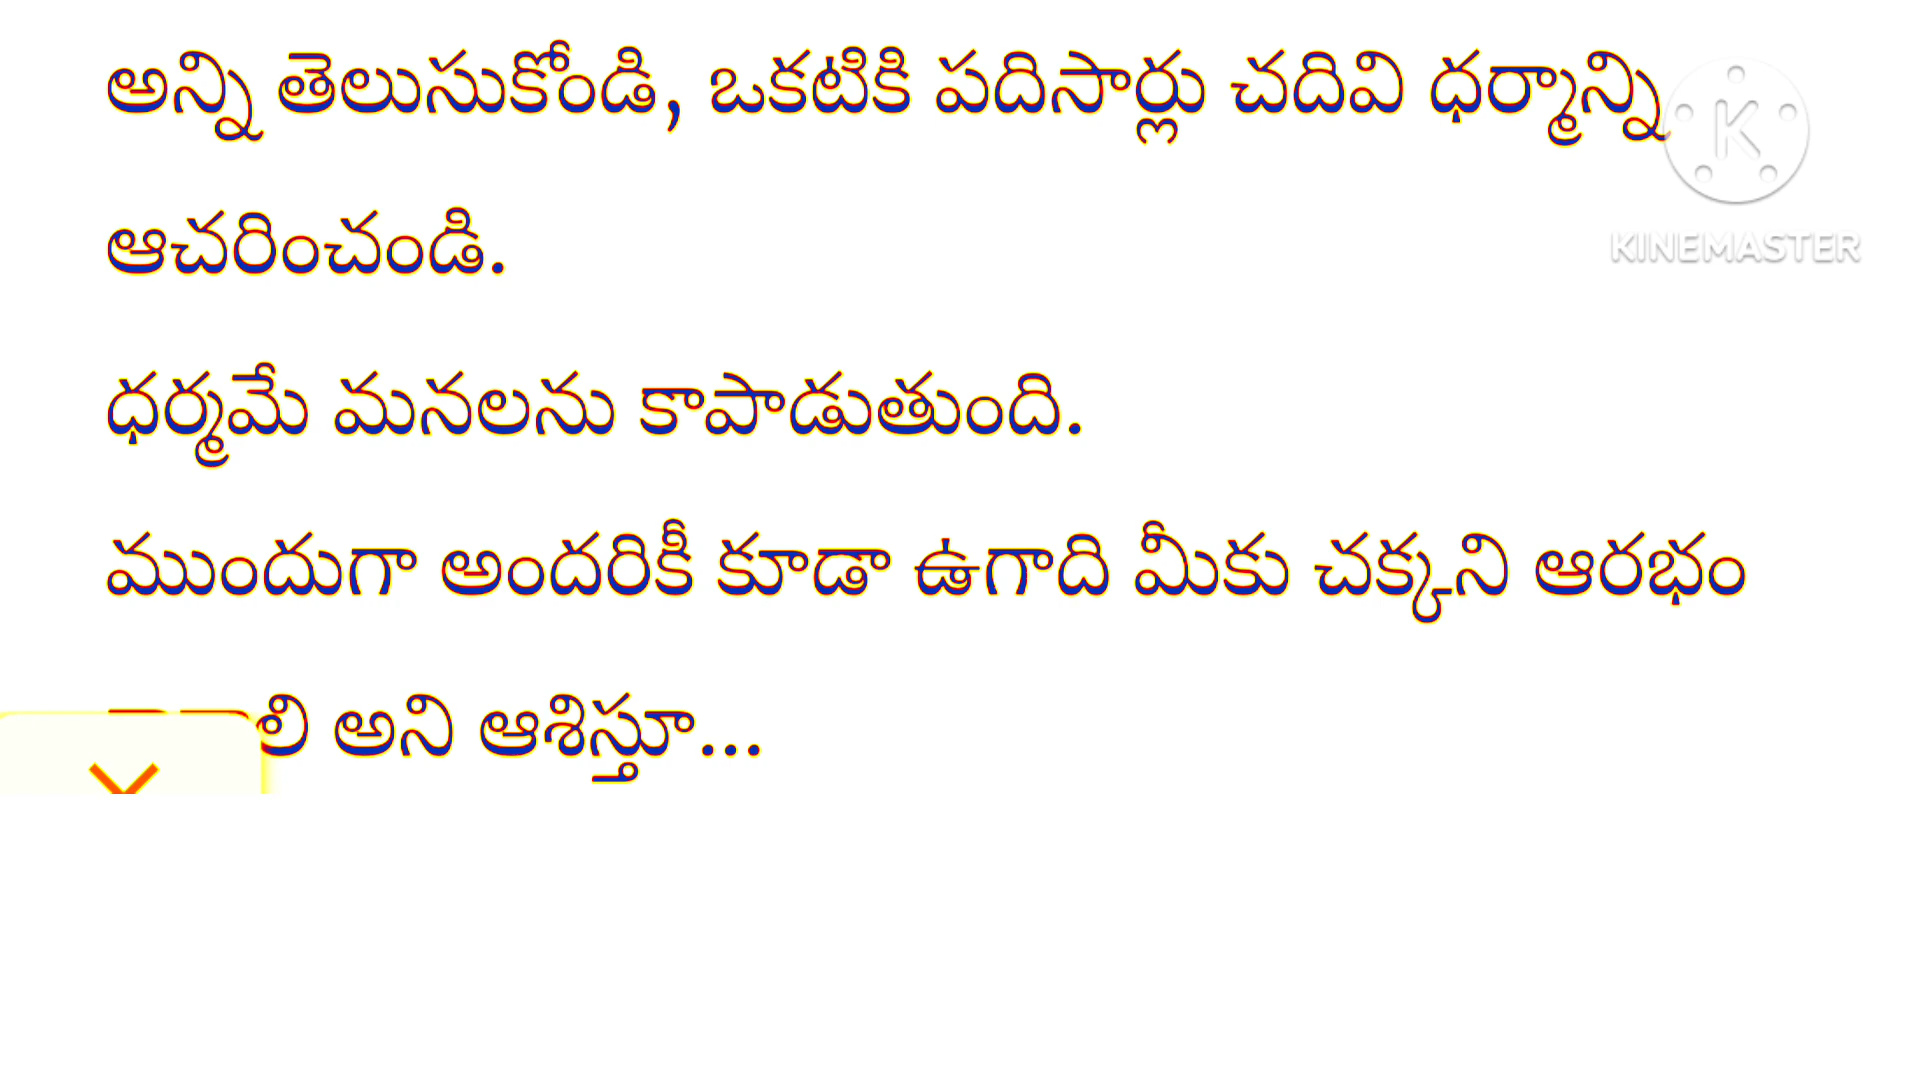 అన్ని తెలుసుకోండి, ఒకటికి పదిసార్లు చదివి ధర్మాన్ని
ఆచరించండి.
ధర్మమే మనలను కాపాడుతుంది.
ముందుగా అందరికీ కూడా ఉగాది మీకు చక్కని ఆరభం
అని ఆశిస్తూ...
KINEMASTER